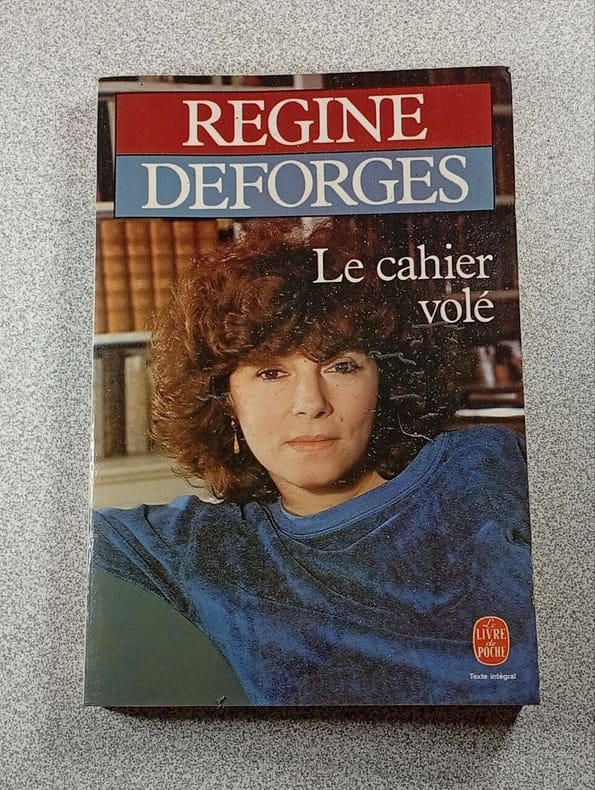 REGINE
DEFORGES
Le cahier
volé
Le
LIVRE
de
POCHE
Texte intégral